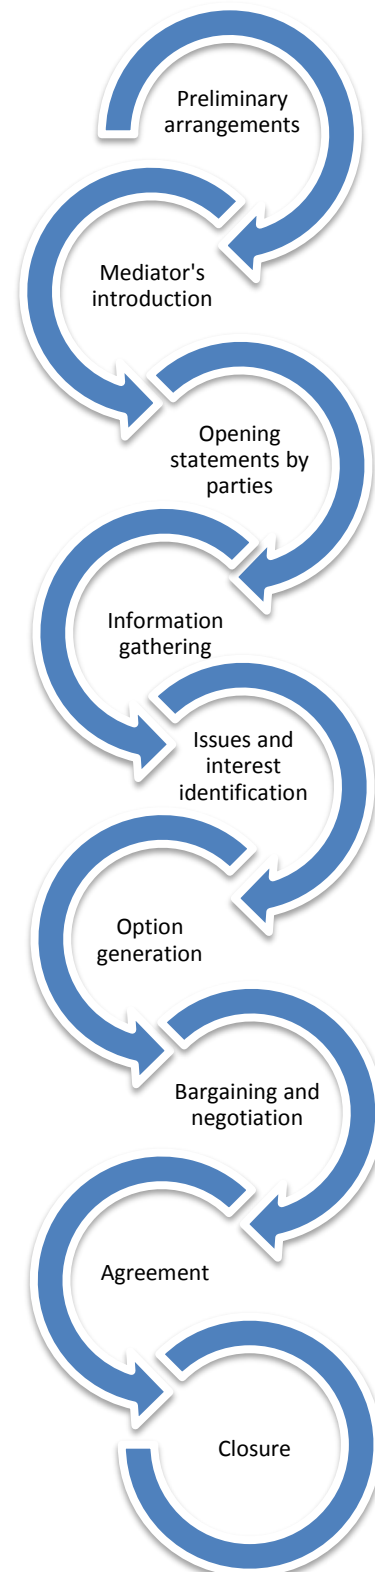 Preliminary
arrangements
Mediator's
introduction
Opening
statements by
parties
Information
gathering
Issues and
interest
identification
Option
generation
Bargaining and
negotiation
Agreement
Closure